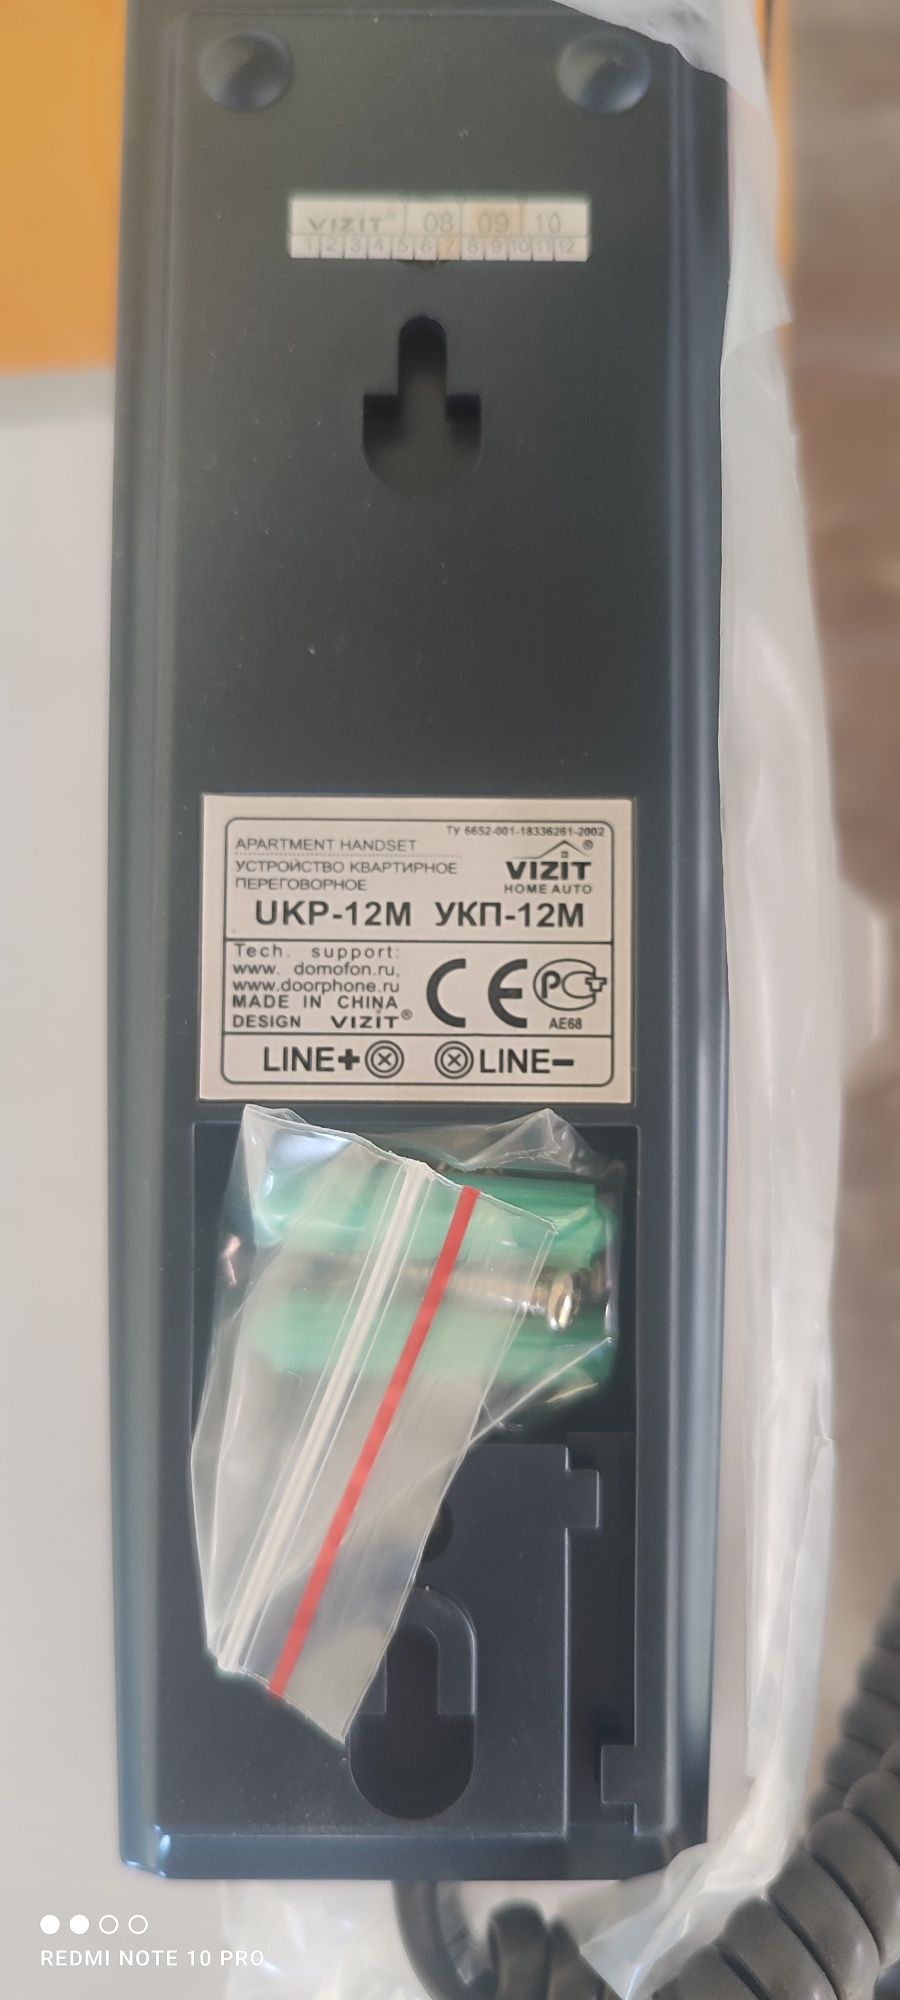 VIZIT® 08 09 10
1 2 3 4 5 6 7 8 9 10 11 12
ТУ 6652-001-18336261-2002
APARTMENT HANDSET
УСТРОЙСТВО КВАРТИРНОЕ
ПЕРЕГОВОРНОЕ
VIZIT®
HOME AUTO
UKP-12M УКП-12М
Tech. support:
www. domofon.ru,
www.doorphone.ru
MADE IN CHINA
DESIGN VIZIT®
CE
РСТ
AE68
LINE+ LINE−
REDMI NOTE 10 PRO